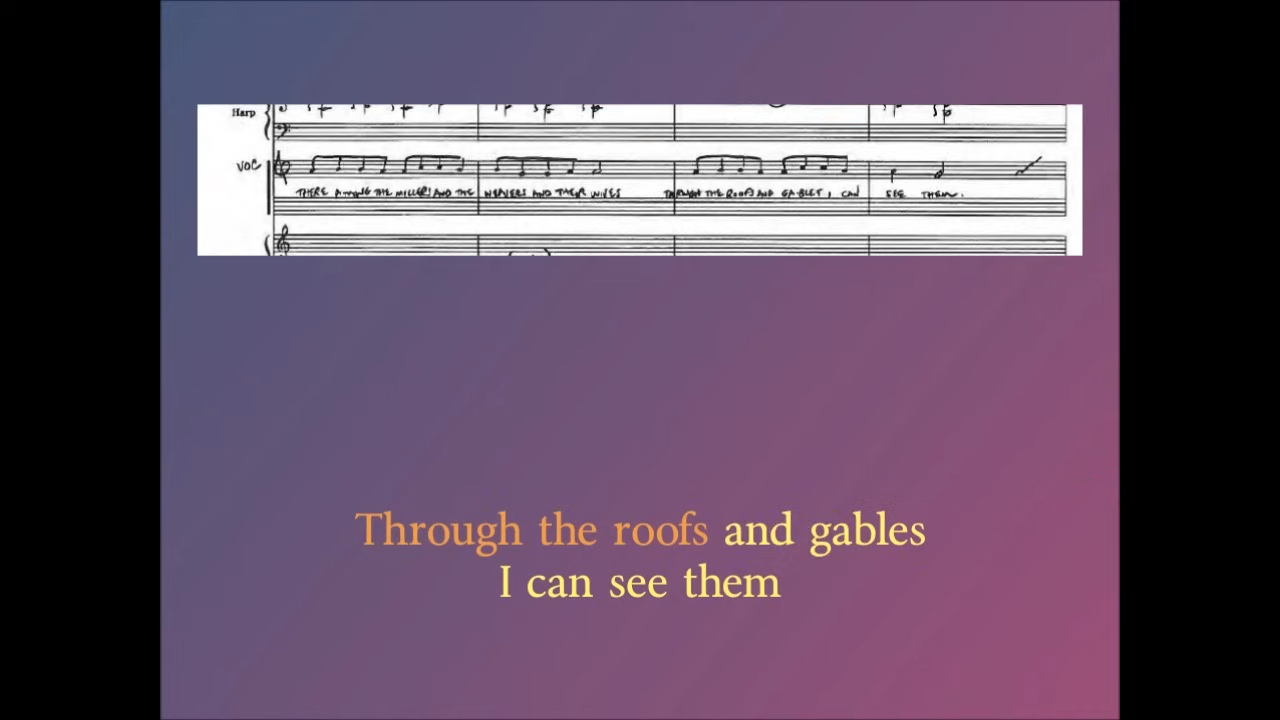 Harp
VOC
THERE AMONG THE MILLERS AND THE WEAVERS AND THEIR WIVES THROUGH THE ROOFS AND GABLES I CAN SEE THEM.
Through the roofs and gables
I can see them